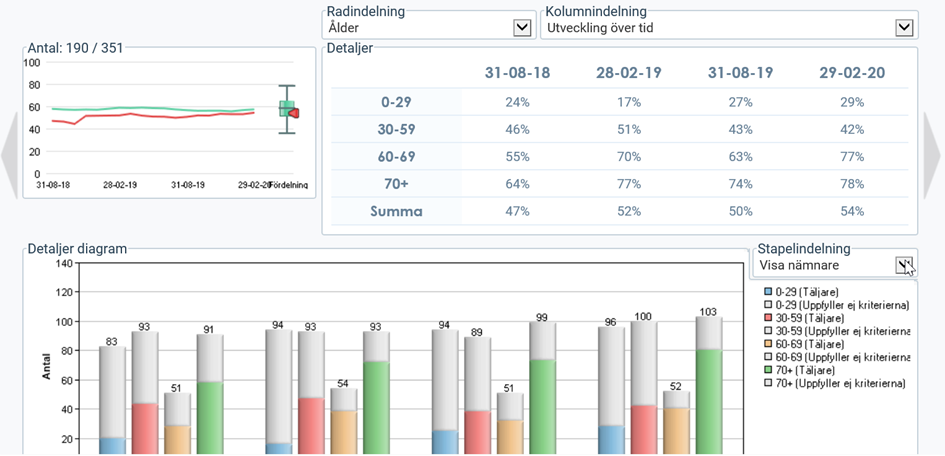 Radindelning
Kolumnindelning
Ålder
Utveckling över tid
Antal: 190 / 351
Detaljer
100
80
60
40
20
0
31-08-18 28-02-19 31-08-19 29-02-20 Fördelning
31-08-18 28-02-19 31-08-19 29-02-20
0-29 24% 17% 27% 29%
30-59 46% 51% 43% 42%
60-69 55% 70% 63% 77%
70+ 64% 77% 74% 78%
Summa 47% 52% 50% 54%
Detaljer diagram
Stapelindelning
Visa nämnare
Antal
140
120
100
80
60
40
20
83 93 51 91 94 93 54 93 94 89 51 99 96 100 52 103
0-29 (Täljare)
0-29 (Uppfyller ej kriterierna)
30-59 (Täljare)
30-59 (Uppfyller ej kriterierna
60-69 (Täljare)
60-69 (Uppfyller ej kriterierna
70+ (Täljare)
70+ (Uppfyller ej kriterierna)